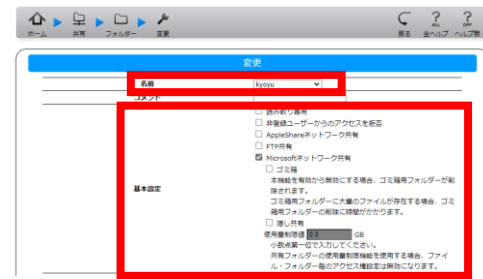 ホーム 共有 フォルダー 変更 戻る 全ヘルプ ヘルプ無
ALL OFF
変更
名前 kyoyu
コメント
読み取り専用
非登録ユーザーからのアクセスを拒否
AppleShareネットワーク共有
FTP共有
Microsoftネットワーク共有
ゴミ箱
本機能を有効から無効にする場合、ゴミ箱用フォルダーが削
除されます。
ゴミ箱用フォルダーに大量のファイルが存在する場合、ゴミ
箱用フォルダーの削除に時間がかかります。
基本設定
隠し共有
使用量制限値 0.0 GB
小数点第一位で入力してください。
共有フォルダーの使用量制限機能を使用する場合、ファイ
ル・フォルダー毎のアクセス権設定は無効になります。